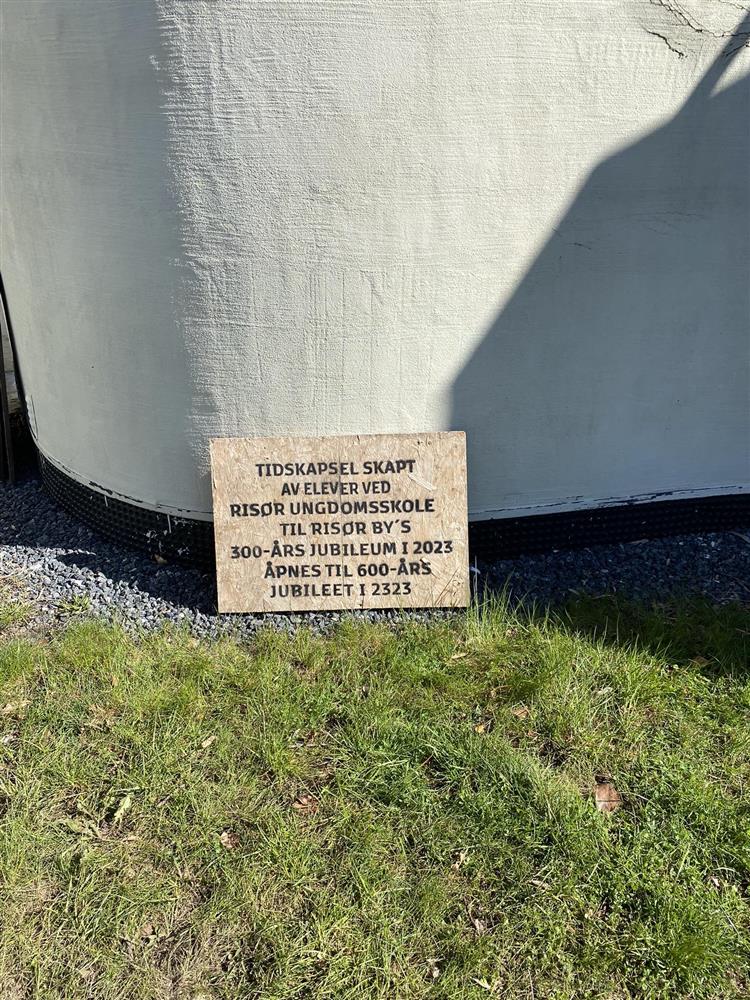 TIDSKAPSEL SKAPT
AV ELEVER VED
RISØR UNGDOMSSKOLE
TIL RISØR BY´S
300-ÅRS JUBILEUM I 2023
ÅPNES TIL 600-ÅRS
JUBILEET I 2323